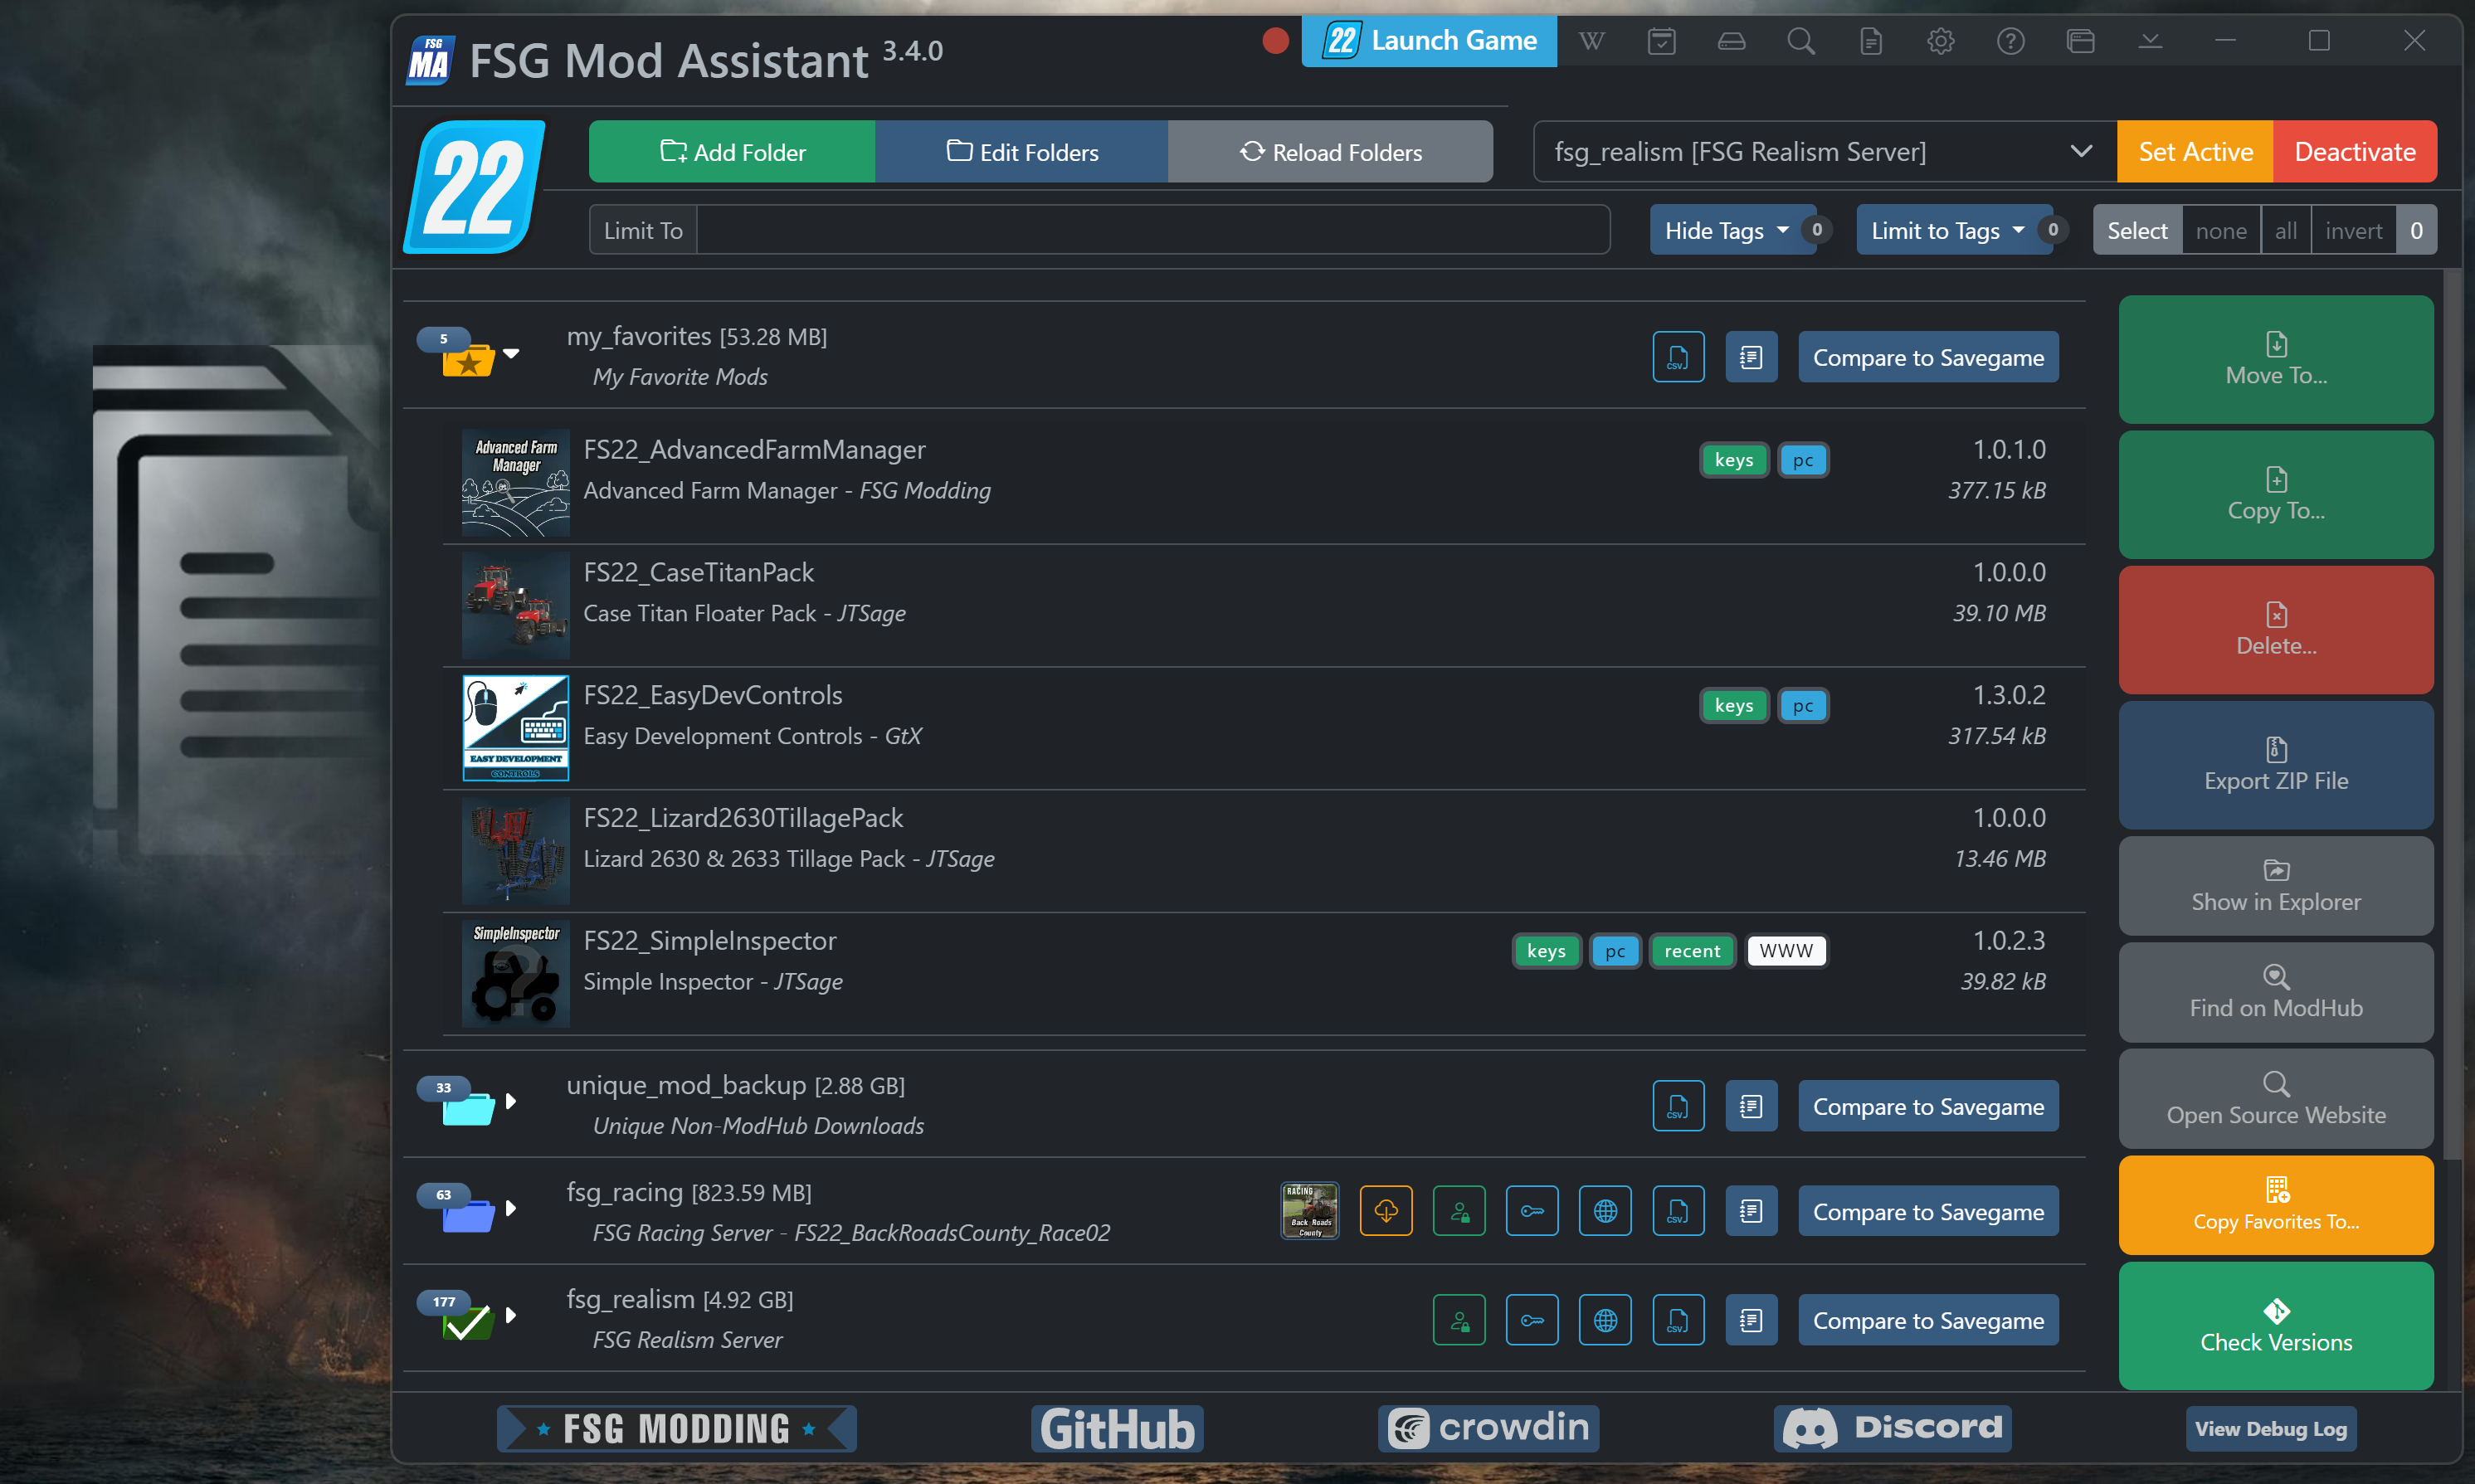 FSG
MA
FSG Mod Assistant 3.4.0
22 Launch Game
W
22
Add Folder
Edit Folders
Reload Folders
fsg_realism [FSG Realism Server]
Set Active
Deactivate
Limit To
Hide Tags 0
Limit to Tags 0
Select none all invert 0
5
my_favorites [53.28 MB]
My Favorite Mods
CSV
Compare to Savegame
Advanced Farm
Manager
FS22_AdvancedFarmManager
Advanced Farm Manager - FSG Modding
keys pc
1.0.1.0
377.15 kB
FS22_CaseTitanPack
Case Titan Floater Pack - JTSage
1.0.0.0
39.10 MB
EASY DEVELOPMENT
CONTROLS
FS22_EasyDevControls
Easy Development Controls - GtX
keys pc
1.3.0.2
317.54 kB
FS22_Lizard2630TillagePack
Lizard 2630 & 2633 Tillage Pack - JTSage
1.0.0.0
13.46 MB
SimpleInspector
?
FS22_SimpleInspector
Simple Inspector - JTSage
keys pc recent WWW
1.0.2.3
39.82 kB
33
unique_mod_backup [2.88 GB]
Unique Non-ModHub Downloads
CSV
Compare to Savegame
63
fsg_racing [823.59 MB]
FSG Racing Server - FS22_BackRoadsCounty_Race02
RACING
Back Roads
County
CSV
Compare to Savegame
177
fsg_realism [4.92 GB]
FSG Realism Server
CSV
Compare to Savegame
Move To...
Copy To...
Delete...
Export ZIP File
Show in Explorer
Find on ModHub
Open Source Website
Copy Favorites To...
Check Versions
FSG MODDING
GitHub
crowdin
Discord
View Debug Log